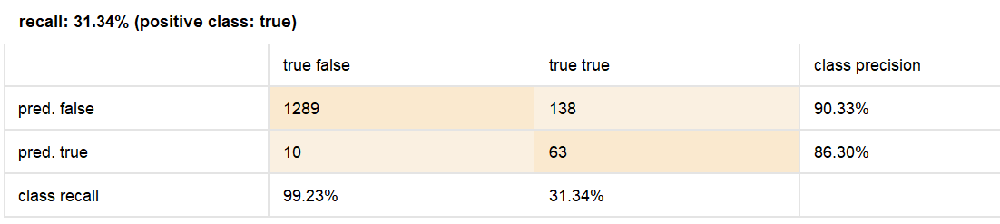 recall: 31.34% (positive class: true)
true false true true class precision
pred. false 1289 138 90.33%
pred. true 10 63 86.30%
class recall 99.23% 31.34%